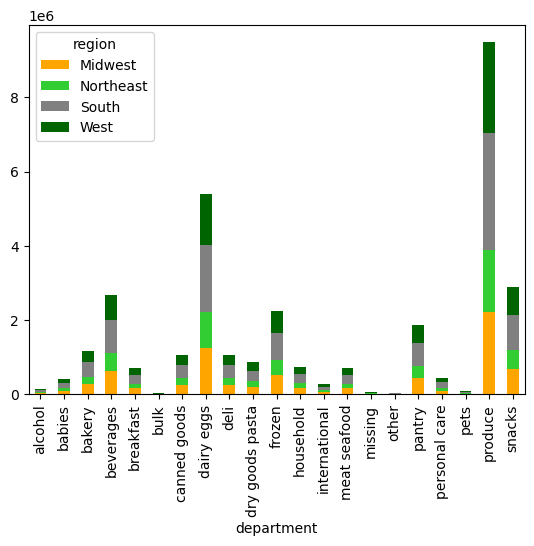 1e6
region
Midwest
Northeast
South
West
8
6
4
2
0
alcohol
babies
bakery
beverages
breakfast
bulk
canned goods
dairy eggs
deli
dry goods pasta
frozen
household
international
meat seafood
missing
other
pantry
personal care
pets
produce
snacks
department